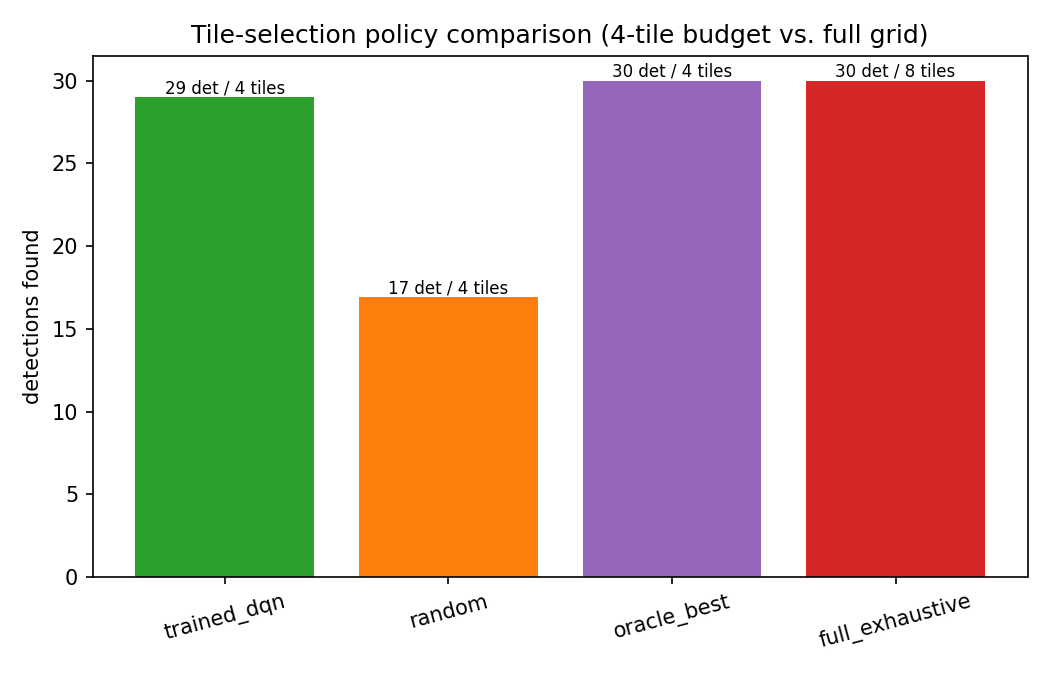 Tile-selection policy comparison (4-tile budget vs. full grid)
detections found
30
25
20
15
10
5
0
29 det / 4 tiles
17 det / 4 tiles
30 det / 4 tiles
30 det / 8 tiles
trained_dqn
random
oracle_best
full_exhaustive